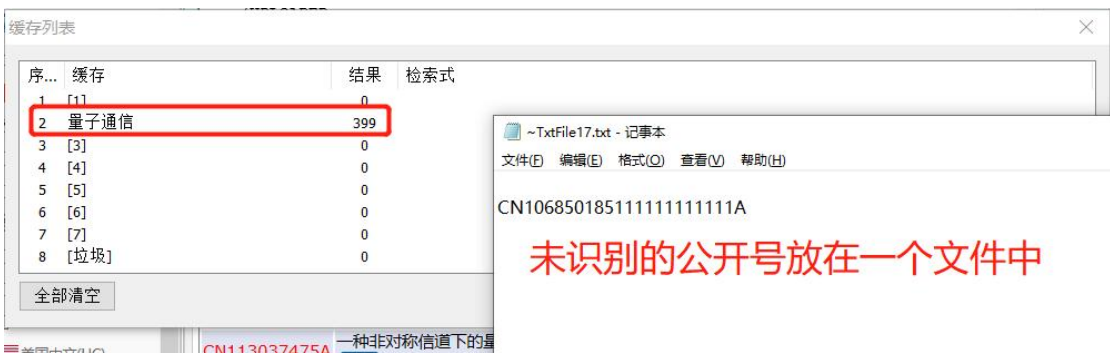 缓存列表
序... 缓存 结果 检索式
1 [1] 0
2 量子通信 399
3 [3] 0
4 [4] 0
5 [5] 0
6 [6] 0
7 [7] 0
8 [垃圾] 0
全部清空
~TxtFile17.txt - 记事本
文件(F) 编辑(E) 格式(O) 查看(V) 帮助(H)
CN106850185111111111111A
未识别的公开号放在一个文件中
CN113037475A 一种非对称信道下的量